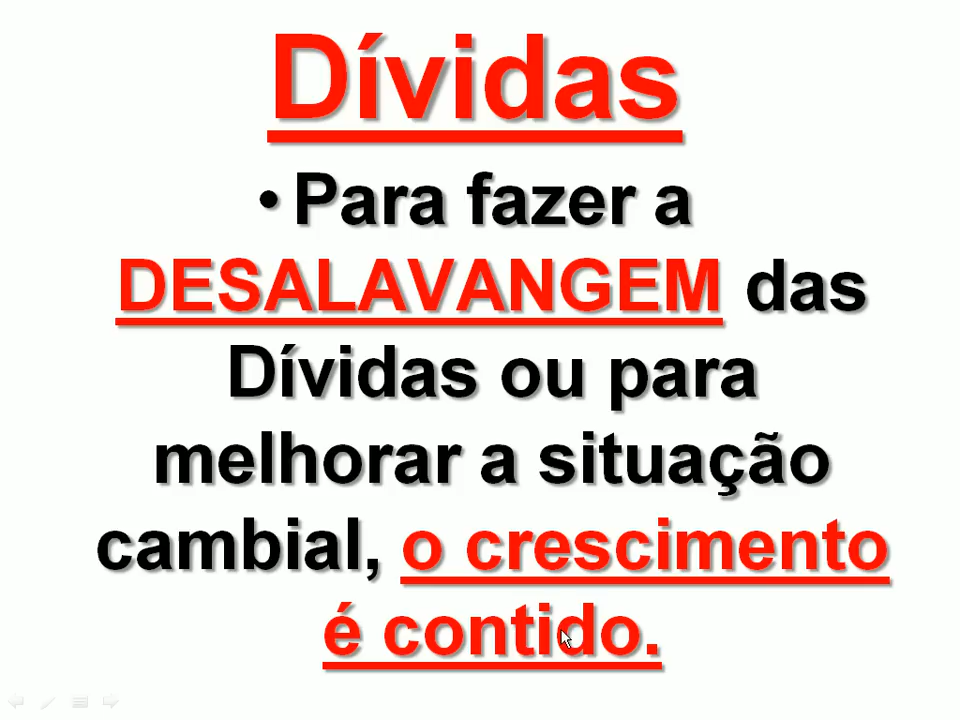 Dívidas
• Para fazer a
DESALAVANGEM das
Dívidas ou para
melhorar a situação
cambial, o crescimento
é contido.